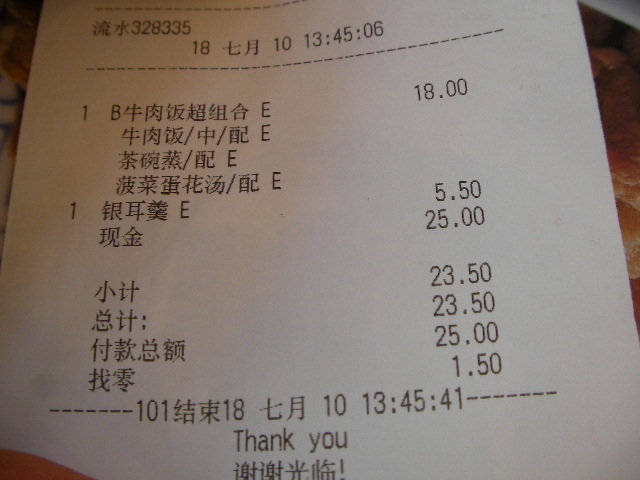 流水328335
18 七月 10 13:45:06
1 B牛肉饭超组合 E 18.00
牛肉饭/中/配 E
茶碗蒸/配 E
菠菜蛋花汤/配 E
1 银耳羹 E 5.50
现金 25.00
小计 23.50
总计: 23.50
付款总额 25.00
找零 1.50
-------101结束18 七月 10 13:45:41-------
Thank you
谢谢光临!